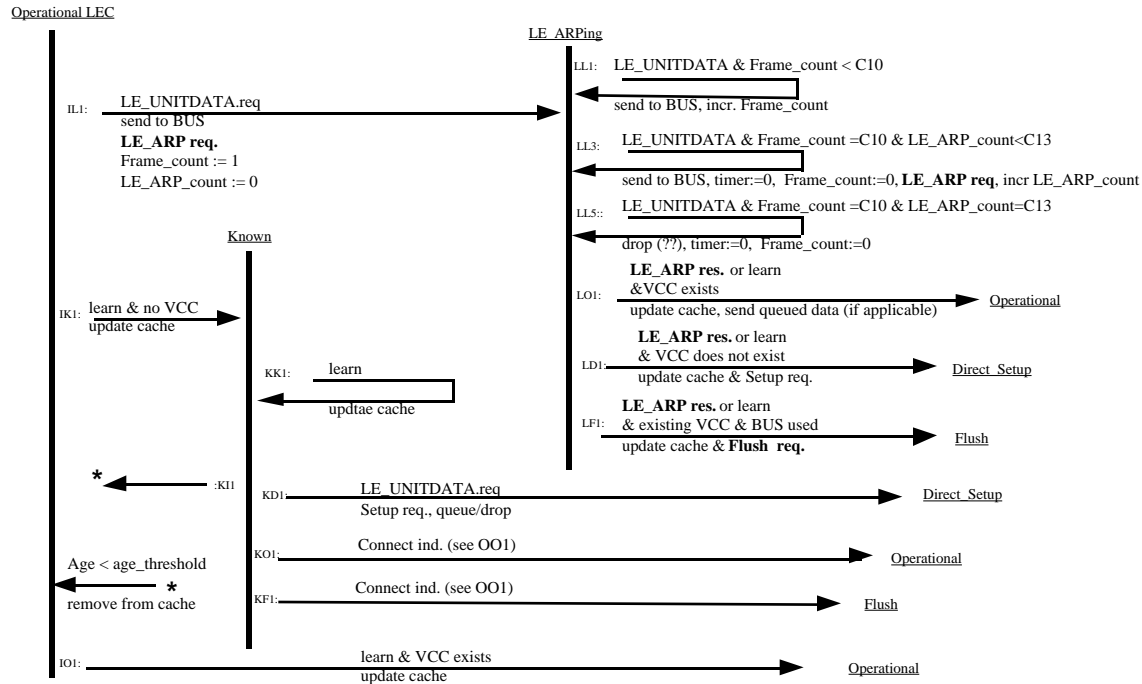 Operational LEC
LE_ARPing
LL1: LE_UNITDATA & Frame_count < C10
send to BUS, incr. Frame_count
IL1: LE_UNITDATA.req
send to BUS
LE_ARP req.
Frame_count := 1
LE_ARP_count := 0
LL3: LE_UNITDATA & Frame_count =C10 & LE_ARP_count<C13
send to BUS, timer:=0, Frame_count:=0, LE_ARP req, incr LE_ARP_count
LL5:: LE_UNITDATA & Frame_count =C10 & LE_ARP_count=C13
drop (??), timer:=0, Frame_count:=0
Known
LE_ARP res. or learn
&VCC exists
LO1: Operational
update cache, send queued data (if applicable)
IK1: learn & no VCC
update cache
LE_ARP res. or learn
& VCC does not exist
LD1: Direct_Setup
update cache & Setup req.
KK1: learn
updtae cache
LE_ARP res. or learn
LF1: & existing VCC & BUS used
Flush
update cache & Flush req.
* :KI1
KD1: LE_UNITDATA.req
Direct_Setup
Setup req., queue/drop
KO1: Connect ind. (see OO1)
Operational
Age < age_threshold
*
remove from cache
KF1: Connect ind. (see OO1)
Flush
IO1: learn & VCC exists
update cache
Operational